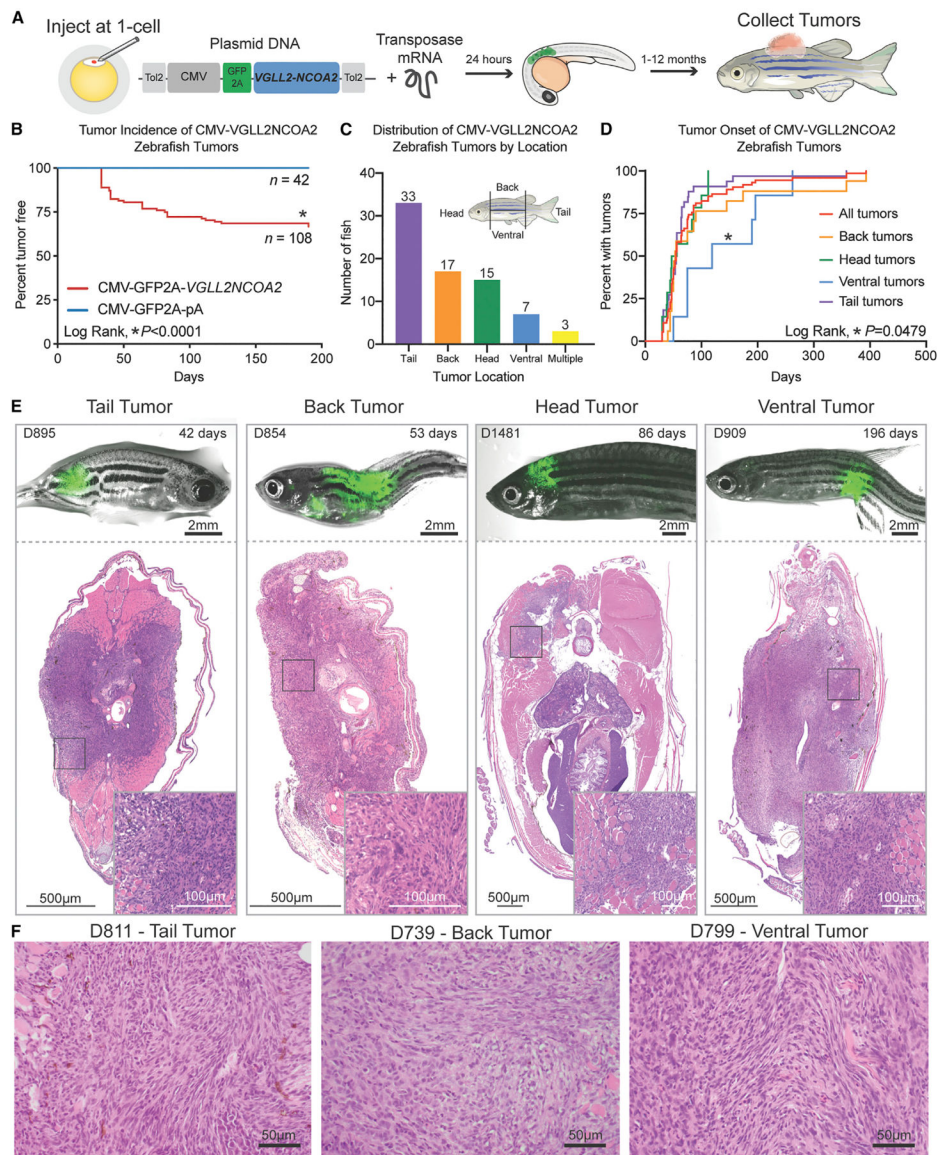 A
Inject at 1-cell
Plasmid DNA
Transposase
mRNA
Collect Tumors
Tol2
CMV
GFP
2A
VGLL2-NCOA2
Tol2
+
24 hours
1-12 months
B
Tumor Incidence of CMV-VGLL2NCOA2
Zebrafish Tumors
Percent tumor free
100
75
50
25
0
n = 42
*
n = 108
CMV-GFP2A-VGLL2NCOA2
CMV-GFP2A-pA
Log Rank, * P<0.0001
0 50 100 150 200
Days
C
Distribution of CMV-VGLL2NCOA2
Zebrafish Tumors by Location
Number of fish
40
30
20
10
0
33
17
15
7
3
Back
Head
Tail
Ventral
Tail Back Head Ventral Multiple
Tumor Location
D
Tumor Onset of CMV-VGLL2NCOA2
Zebrafish Tumors
Percent with tumors
100
75
50
25
0
*
All tumors
Back tumors
Head tumors
Ventral tumors
Tail tumors
Log Rank, * P=0.0479
0 100 200 300 400 500
Days
E
Tail Tumor
Back Tumor
Head Tumor
Ventral Tumor
D895 42 days
2mm
D854 53 days
2mm
D1481 86 days
2mm
D909 196 days
2mm
500µm
100µm
500µm
100µm
500µm
100µm
500µm
100µm
F
D811 - Tail Tumor
D739 - Back Tumor
D799 - Ventral Tumor
50µm
50µm
50µm